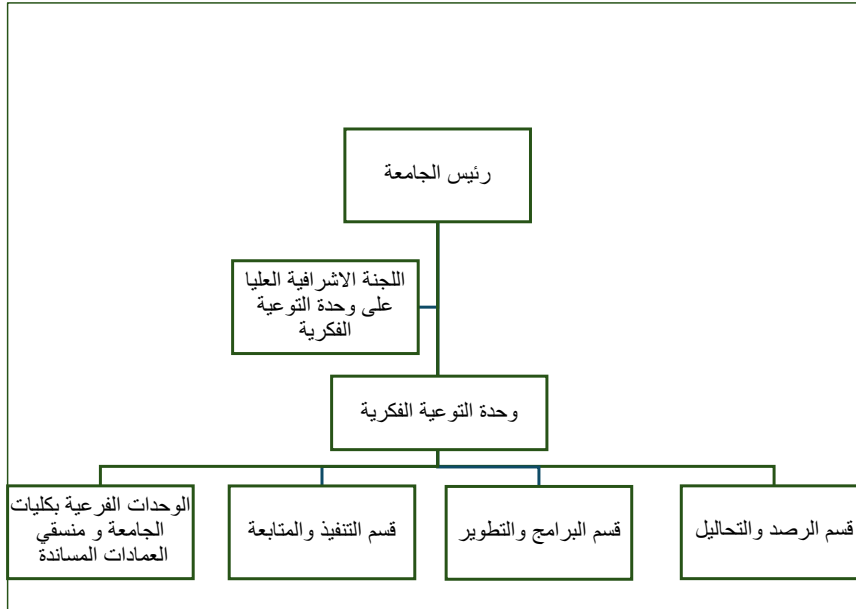 رئيس الجامعة
اللجنة الاشرافية العليا
على وحدة التوعية
الفكرية
وحدة التوعية الفكرية
قسم الرصد والتحاليل
قسم البرامج والتطوير
قسم التنفيذ والمتابعة
الوحدات الفرعية بكليات
الجامعة و منسقي
العمادات المساندة